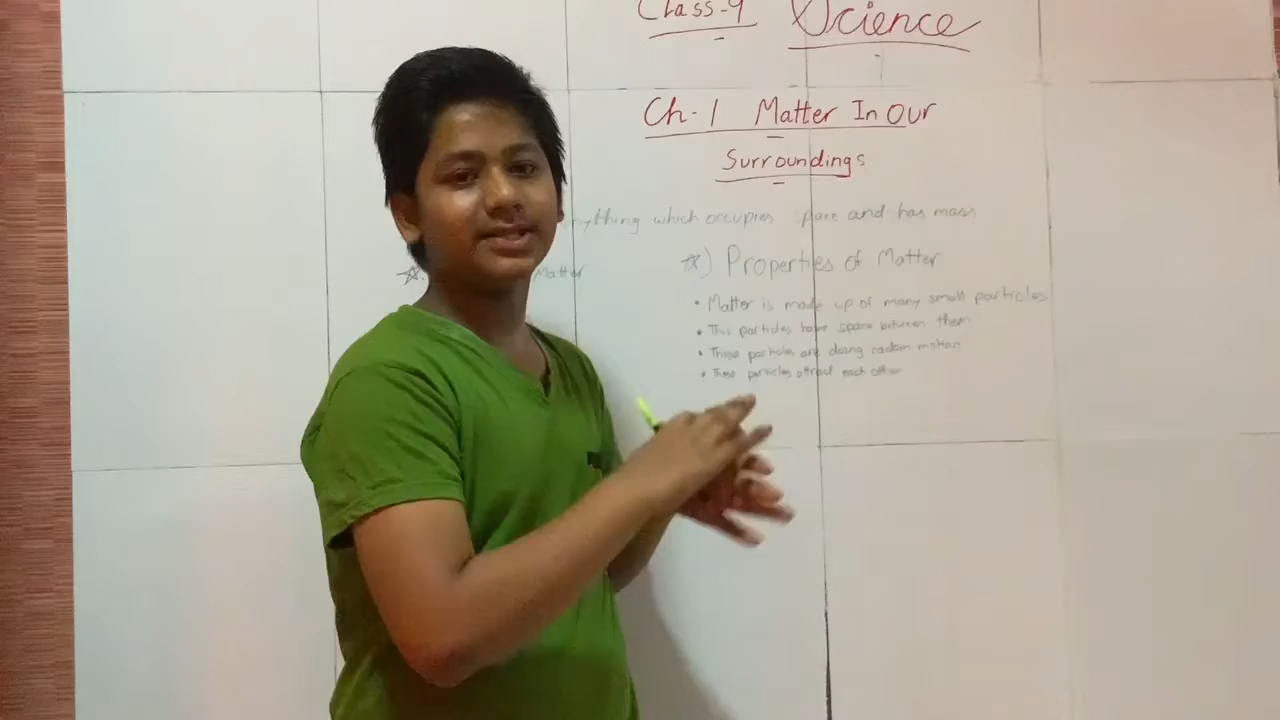 Class-9 Science
Ch-1 Matter In Our
Surroundings
nything which occupies space and has mass
Matter
☆) Properties of Matter
• Matter is made up of many small particles
• This particles have space between them
• These particles are doing random motion
• These particles attract each other